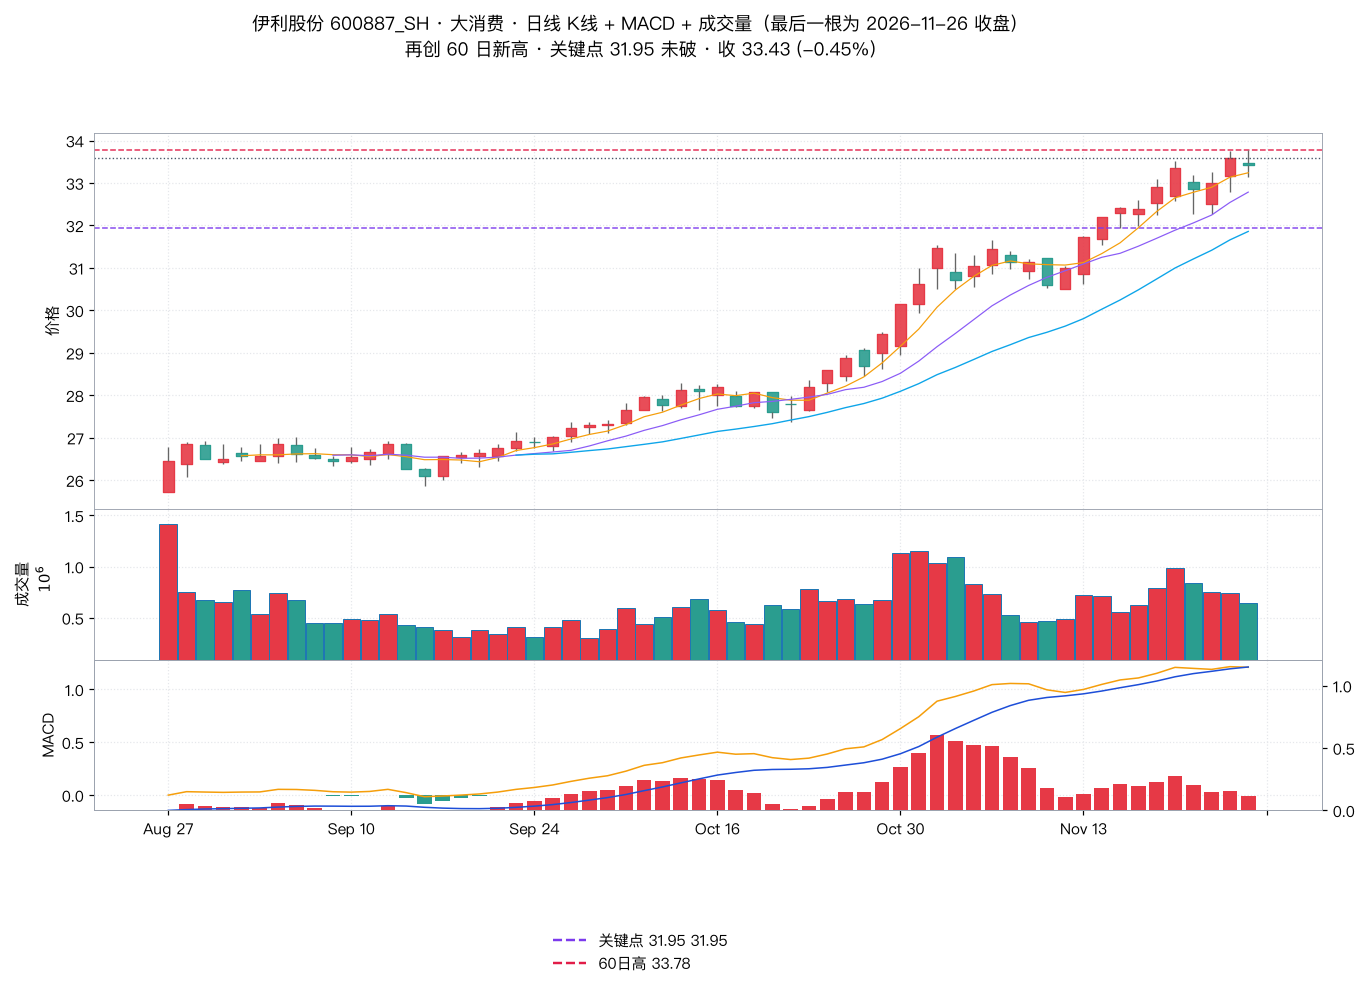 伊利股份 600887_SH · 大消费 · 日线 K线 + MACD + 成交量（最后一根为 2026–11–26 收盘）
再创 60 日新高 · 关键点 31.95 未破 · 收 33.43 (−0.45%)
34
33
32
31
30
29
28
27
26
价格
1.5
1.0
0.5
成交量
10⁶
1.0
0.5
0.0
MACD
1.0
0.5
0.0
Aug 27
Sep 10
Sep 24
Oct 16
Oct 30
Nov 13
关键点 31.95 31.95
60日高 33.78